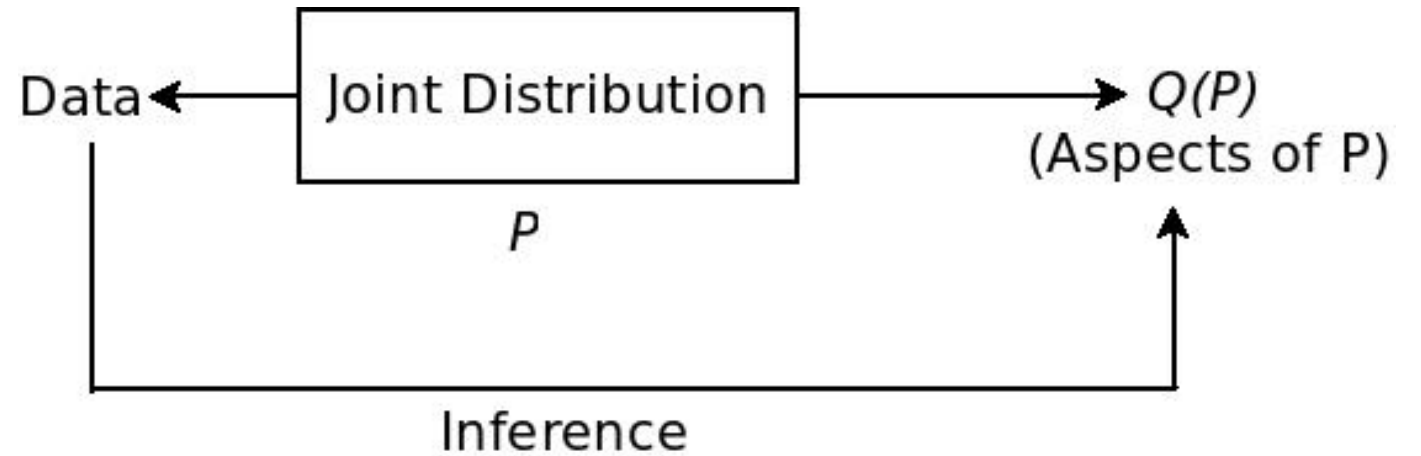 Data
Joint Distribution
Q(P)
(Aspects of P)
P
Inference